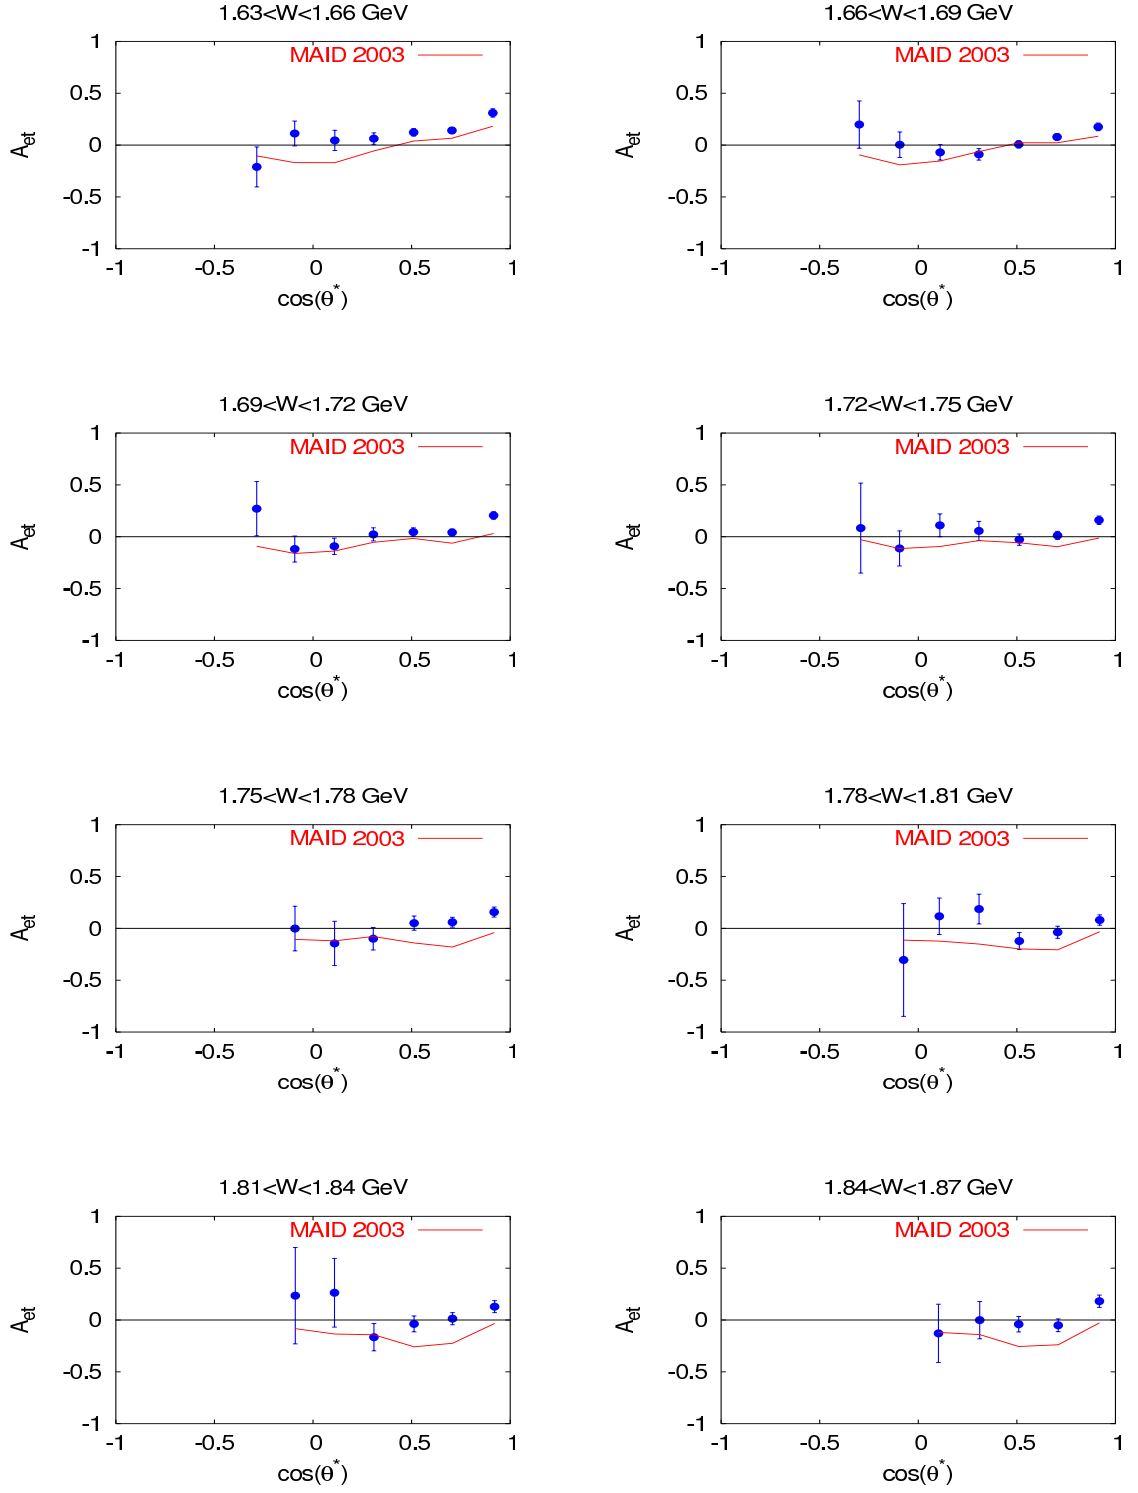 1.63<W<1.66 GeV
1.66<W<1.69 GeV
1
0.5
0
-0.5
-1
-1 -0.5 0 0.5 1
A_et
cos(θ*)
MAID 2003
1
0.5
0
-0.5
-1
-1 -0.5 0 0.5 1
A_et
cos(θ*)
MAID 2003
1.69<W<1.72 GeV
1.72<W<1.75 GeV
1
0.5
0
-0.5
-1
-1 -0.5 0 0.5 1
A_et
cos(θ*)
MAID 2003
1
0.5
0
-0.5
-1
-1 -0.5 0 0.5 1
A_et
cos(θ*)
MAID 2003
1.75<W<1.78 GeV
1.78<W<1.81 GeV
1
0.5
0
-0.5
-1
-1 -0.5 0 0.5 1
A_et
cos(θ*)
MAID 2003
1
0.5
0
-0.5
-1
-1 -0.5 0 0.5 1
A_et
cos(θ*)
MAID 2003
1.81<W<1.84 GeV
1.84<W<1.87 GeV
1
0.5
0
-0.5
-1
-1 -0.5 0 0.5 1
A_et
cos(θ*)
MAID 2003
1
0.5
0
-0.5
-1
-1 -0.5 0 0.5 1
A_et
cos(θ*)
MAID 2003